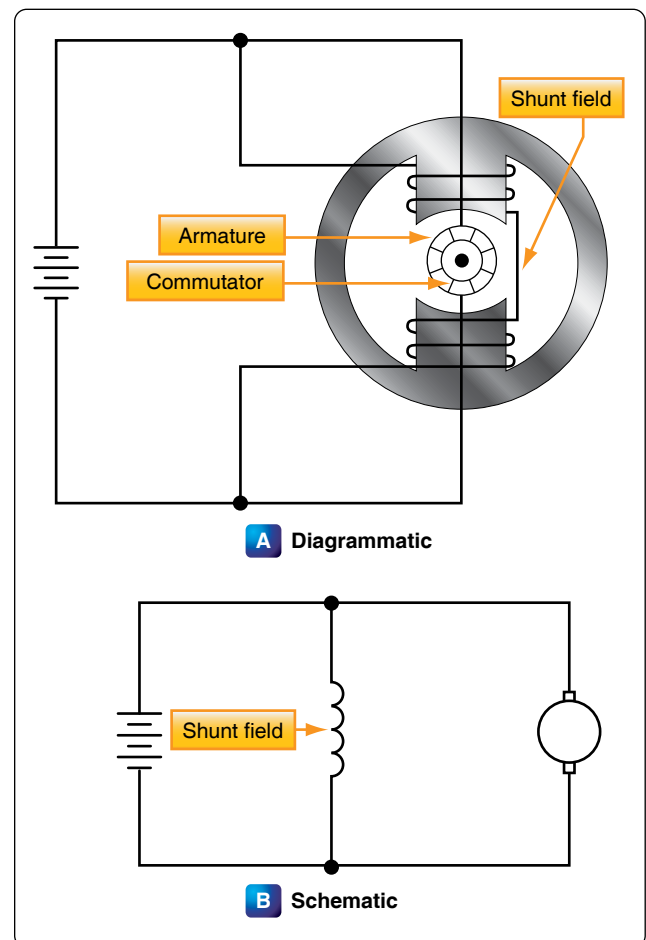 Shunt field
Armature
Commutator
A Diagrammatic
Shunt field
B Schematic